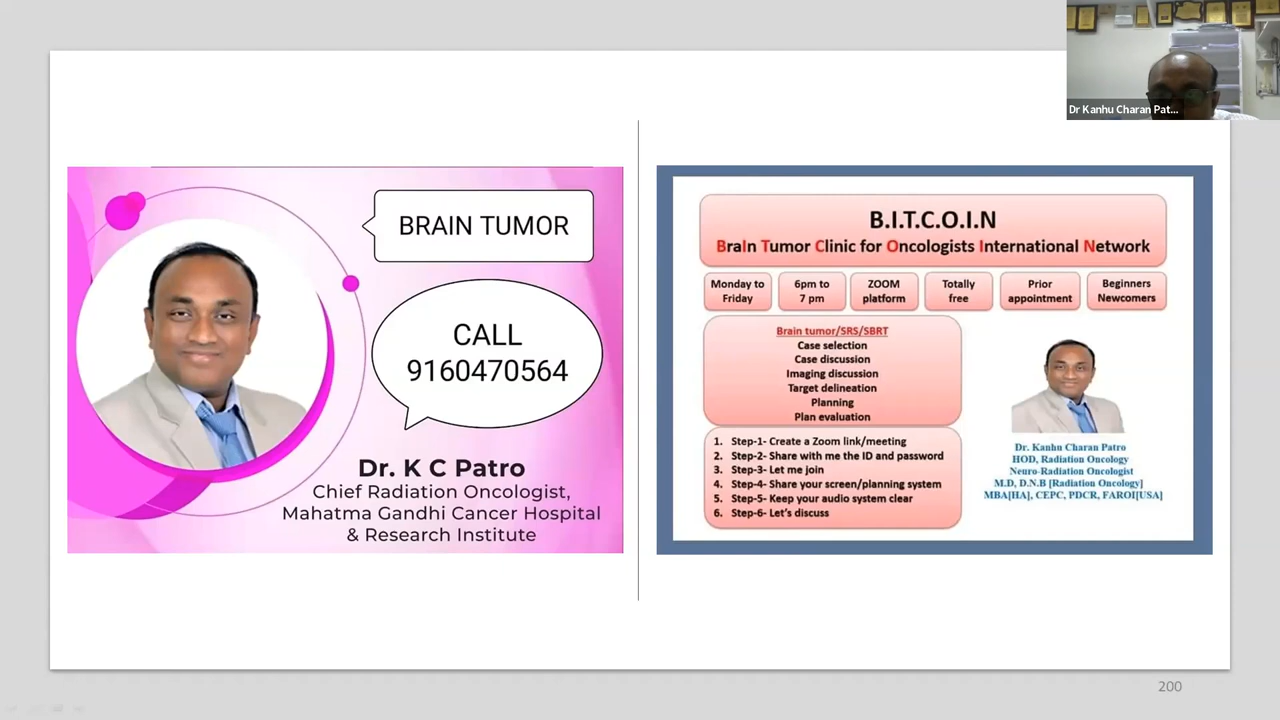 Dr Kanhu Charan Pat...
BRAIN TUMOR
CALL
9160470564
Dr. K C Patro
Chief Radiation Oncologist,
Mahatma Gandhi Cancer Hospital
& Research Institute
B.I.T.C.O.I.N
BraIn Tumor Clinic for Oncologists International Network
Monday to
Friday
6pm to
7 pm
ZOOM
platform
Totally
free
Prior
appointment
Beginners
Newcomers
Brain tumor/SRS/SBRT
Case selection
Case discussion
Imaging discussion
Target delineation
Planning
Plan evaluation
1. Step-1- Create a Zoom link/meeting
2. Step-2- Share with me the ID and password
3. Step-3- Let me join
4. Step-4- Share your screen/planning system
5. Step-5- Keep your audio system clear
6. Step-6- Let's discuss
Dr. Kanhu Charan Patro
HOD, Radiation Oncology
Neuro-Radiation Oncologist
M.D, D.N.B [Radiation Oncology]
MBA[HA], CEPC, PDCR, FAROI[USA]
200